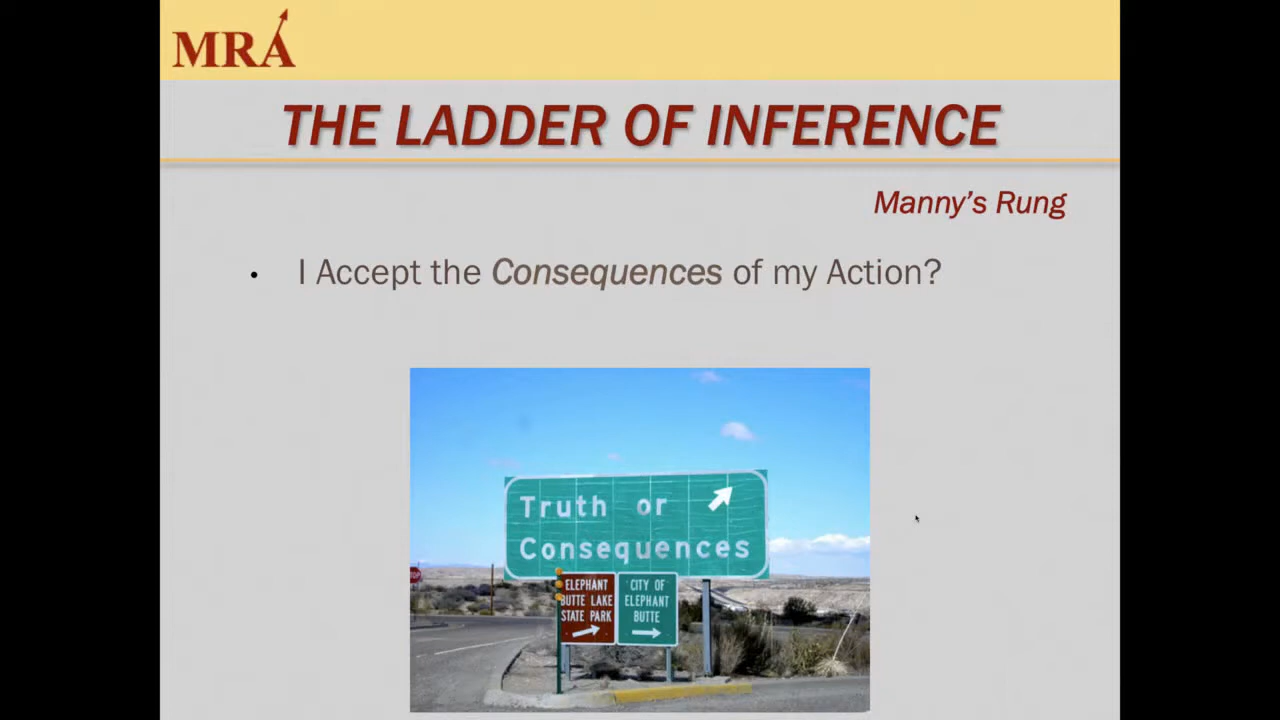 MRA
THE LADDER OF INFERENCE
Manny's Rung
• I Accept the Consequences of my Action?
Truth or
Consequences
ELEPHANT
BUTTE LAKE
STATE PARK
CITY OF
ELEPHANT
BUTTE
STOP